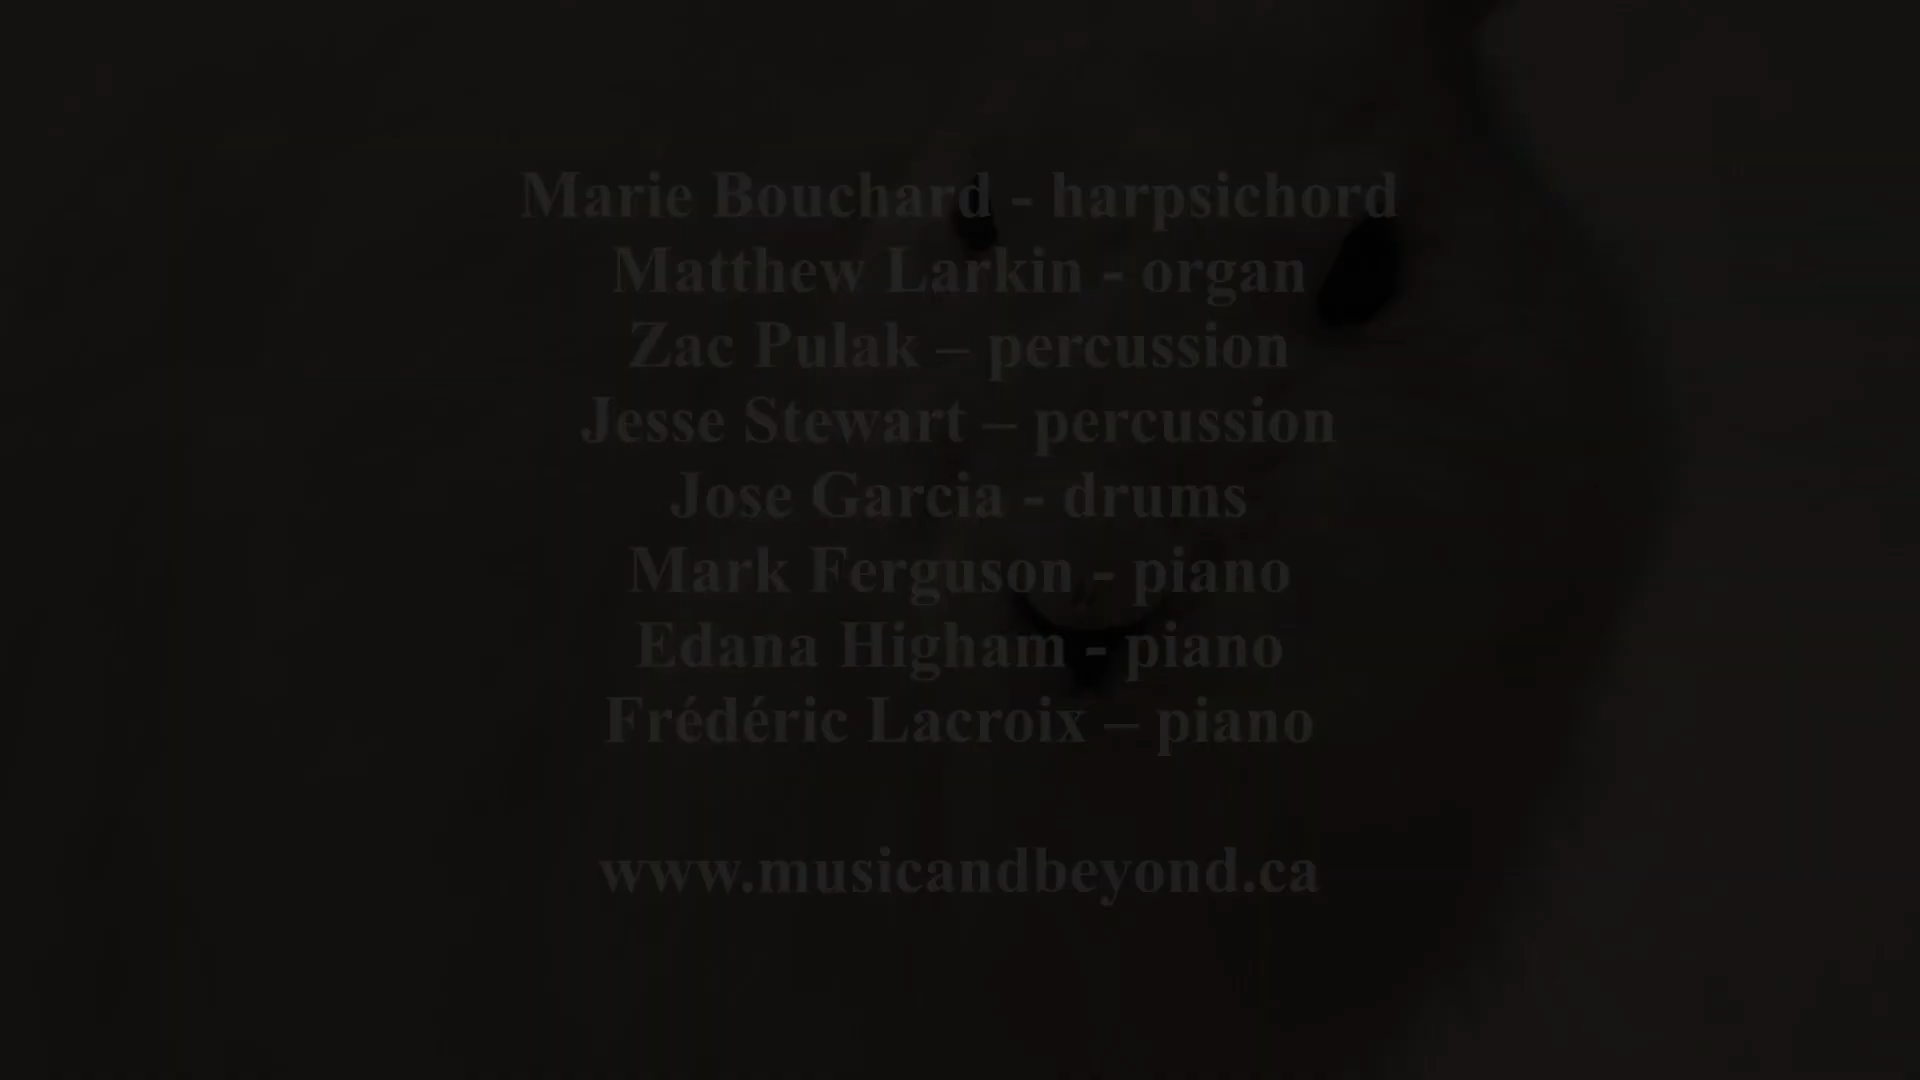 Marie Bouchard - harpsichord
Matthew Larkin - organ
Zac Pulak – percussion
Jesse Stewart – percussion
Jose Garcia - drums
Mark Ferguson - piano
Edana Higham - piano
Frédéric Lacroix – piano
www.musicandbeyond.ca